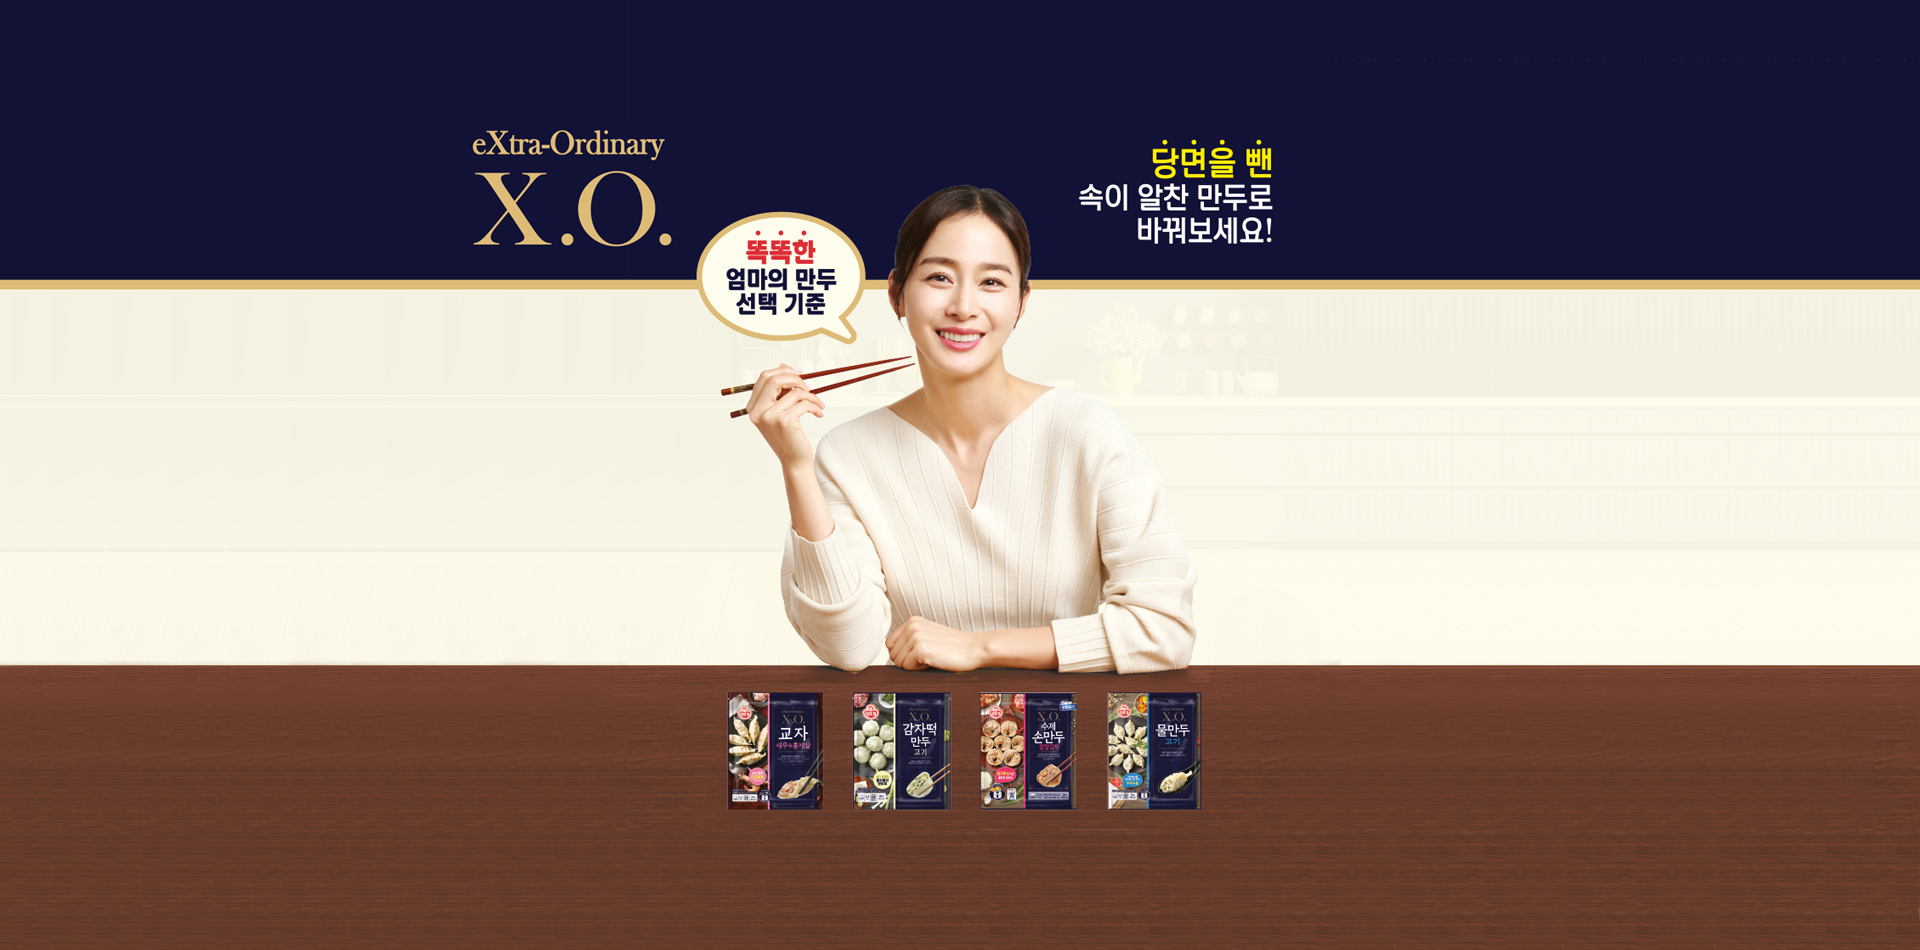 eXtra-Ordinary
X.O.
당면을 뺀
속이 알찬 만두로
바꿔보세요!
똑똑한
엄마의 만두
선택 기준
X.O.
교자
새우&홍게살
X.O.
감자떡
만두
고기
X.O.
수제
손만두
X.O.
물만두
고기